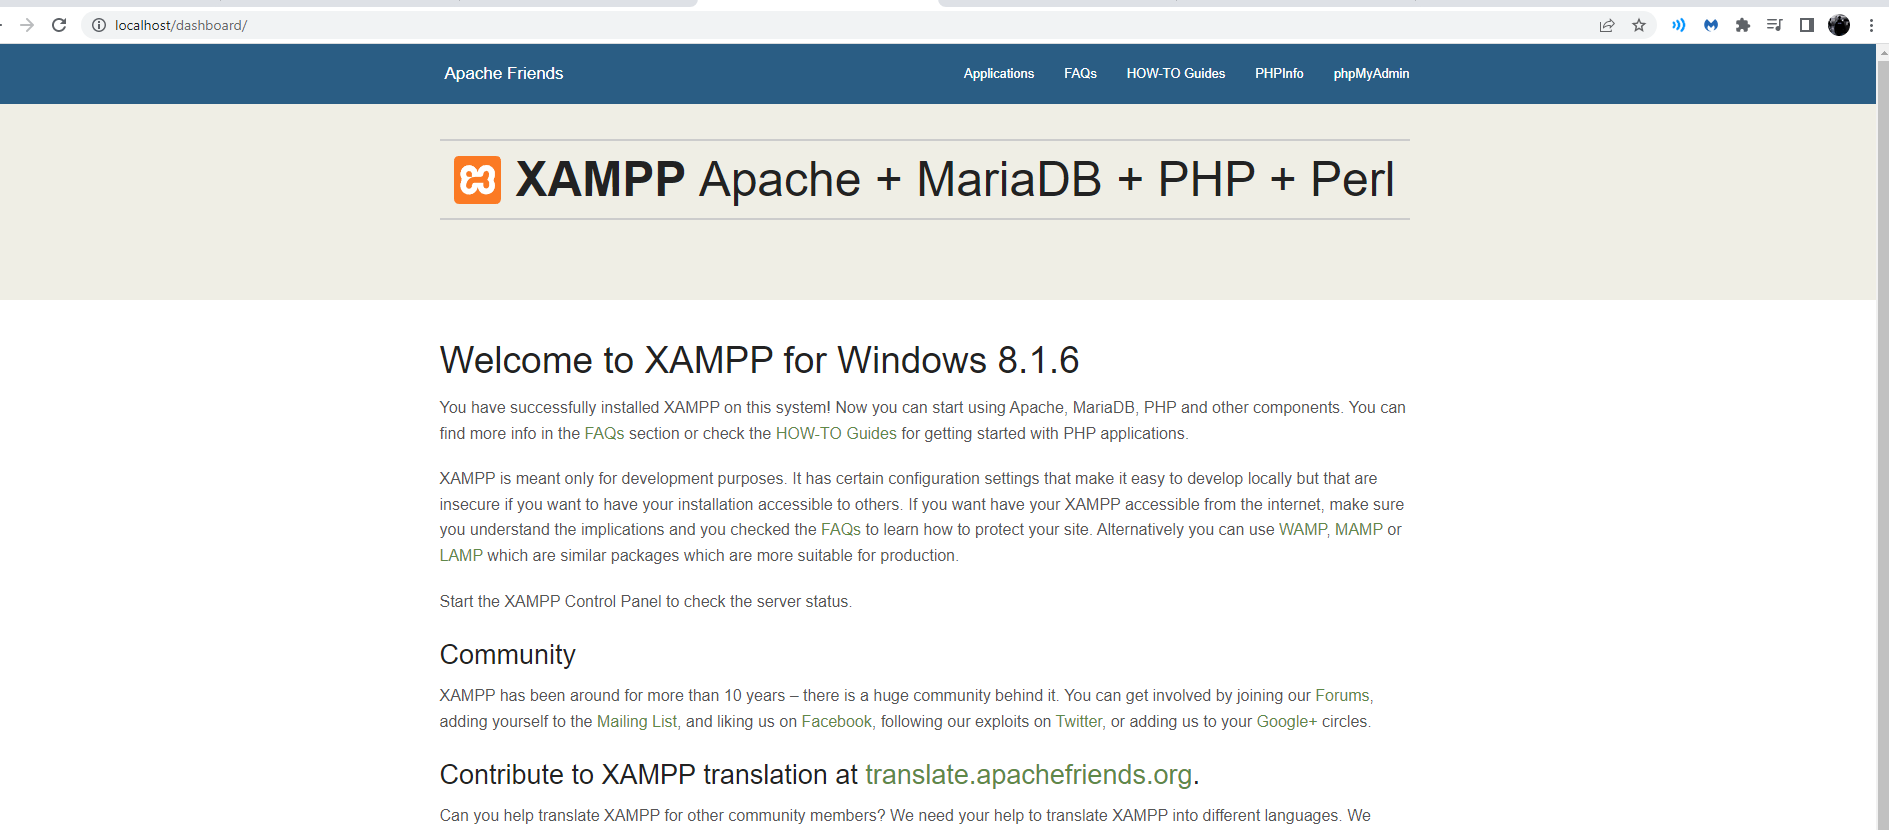 localhost/dashboard/
Apache Friends
Applications FAQs HOW-TO Guides PHPInfo phpMyAdmin
XAMPP Apache + MariaDB + PHP + Perl
Welcome to XAMPP for Windows 8.1.6
You have successfully installed XAMPP on this system! Now you can start using Apache, MariaDB, PHP and other components. You can
find more info in the FAQs section or check the HOW-TO Guides for getting started with PHP applications.
XAMPP is meant only for development purposes. It has certain configuration settings that make it easy to develop locally but that are
insecure if you want to have your installation accessible to others. If you want have your XAMPP accessible from the internet, make sure
you understand the implications and you checked the FAQs to learn how to protect your site. Alternatively you can use WAMP, MAMP or
LAMP which are similar packages which are more suitable for production.
Start the XAMPP Control Panel to check the server status.
Community
XAMPP has been around for more than 10 years – there is a huge community behind it. You can get involved by joining our Forums,
adding yourself to the Mailing List, and liking us on Facebook, following our exploits on Twitter, or adding us to your Google+ circles.
Contribute to XAMPP translation at translate.apachefriends.org.
Can you help translate XAMPP for other community members? We need your help to translate XAMPP into different languages. We